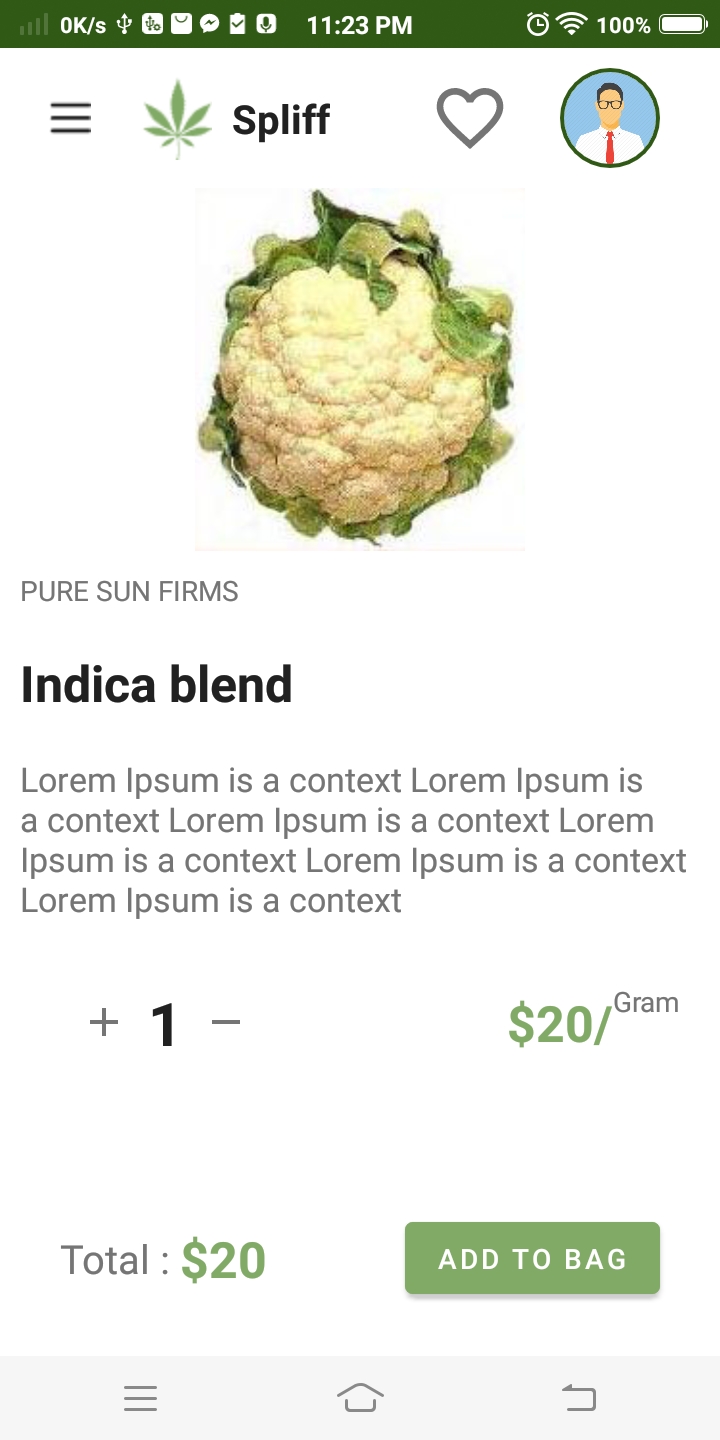 0K/s 11:23 PM 100%
Spliff
PURE SUN FIRMS
Indica blend
Lorem Ipsum is a context Lorem Ipsum is
a context Lorem Ipsum is a context Lorem
Ipsum is a context Lorem Ipsum is a context
Lorem Ipsum is a context
+ 1 − $20/Gram
Total : $20 ADD TO BAG